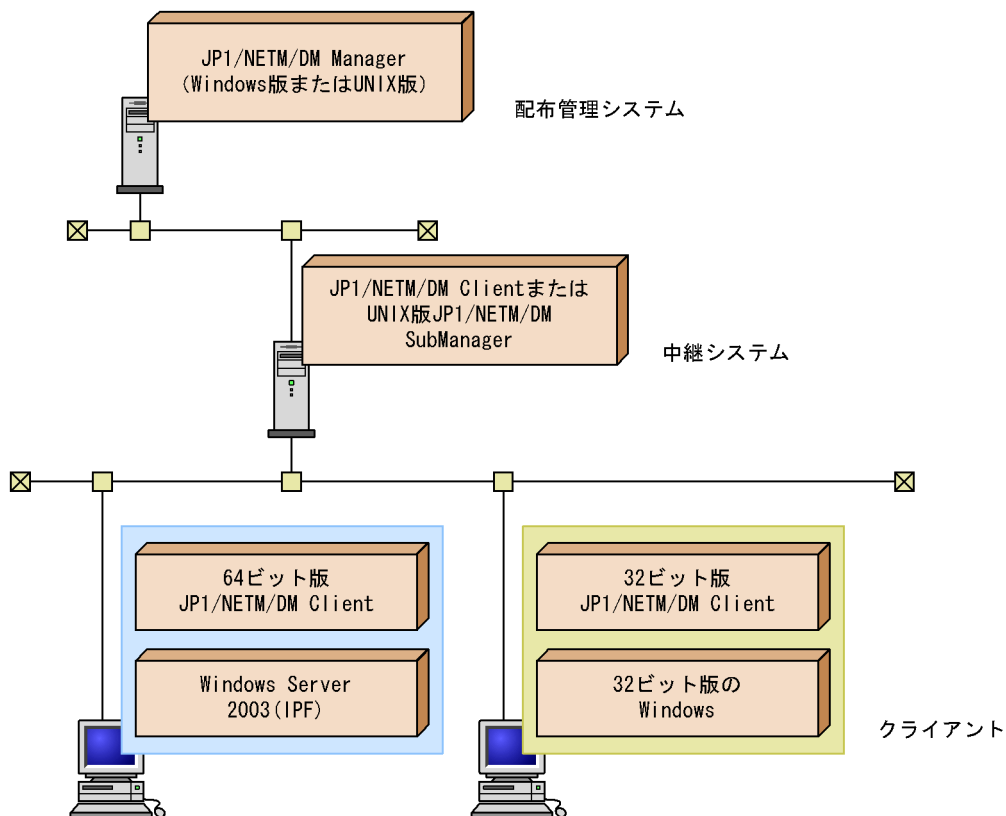 JP1/NETM/DM Manager
(Windows版またはUNIX版)
配布管理システム
JP1/NETM/DM Clientまたは
UNIX版JP1/NETM/DM
SubManager
中継システム
64ビット版
JP1/NETM/DM Client
Windows Server
2003(IPF)
32ビット版
JP1/NETM/DM Client
32ビット版の
Windows
クライアント